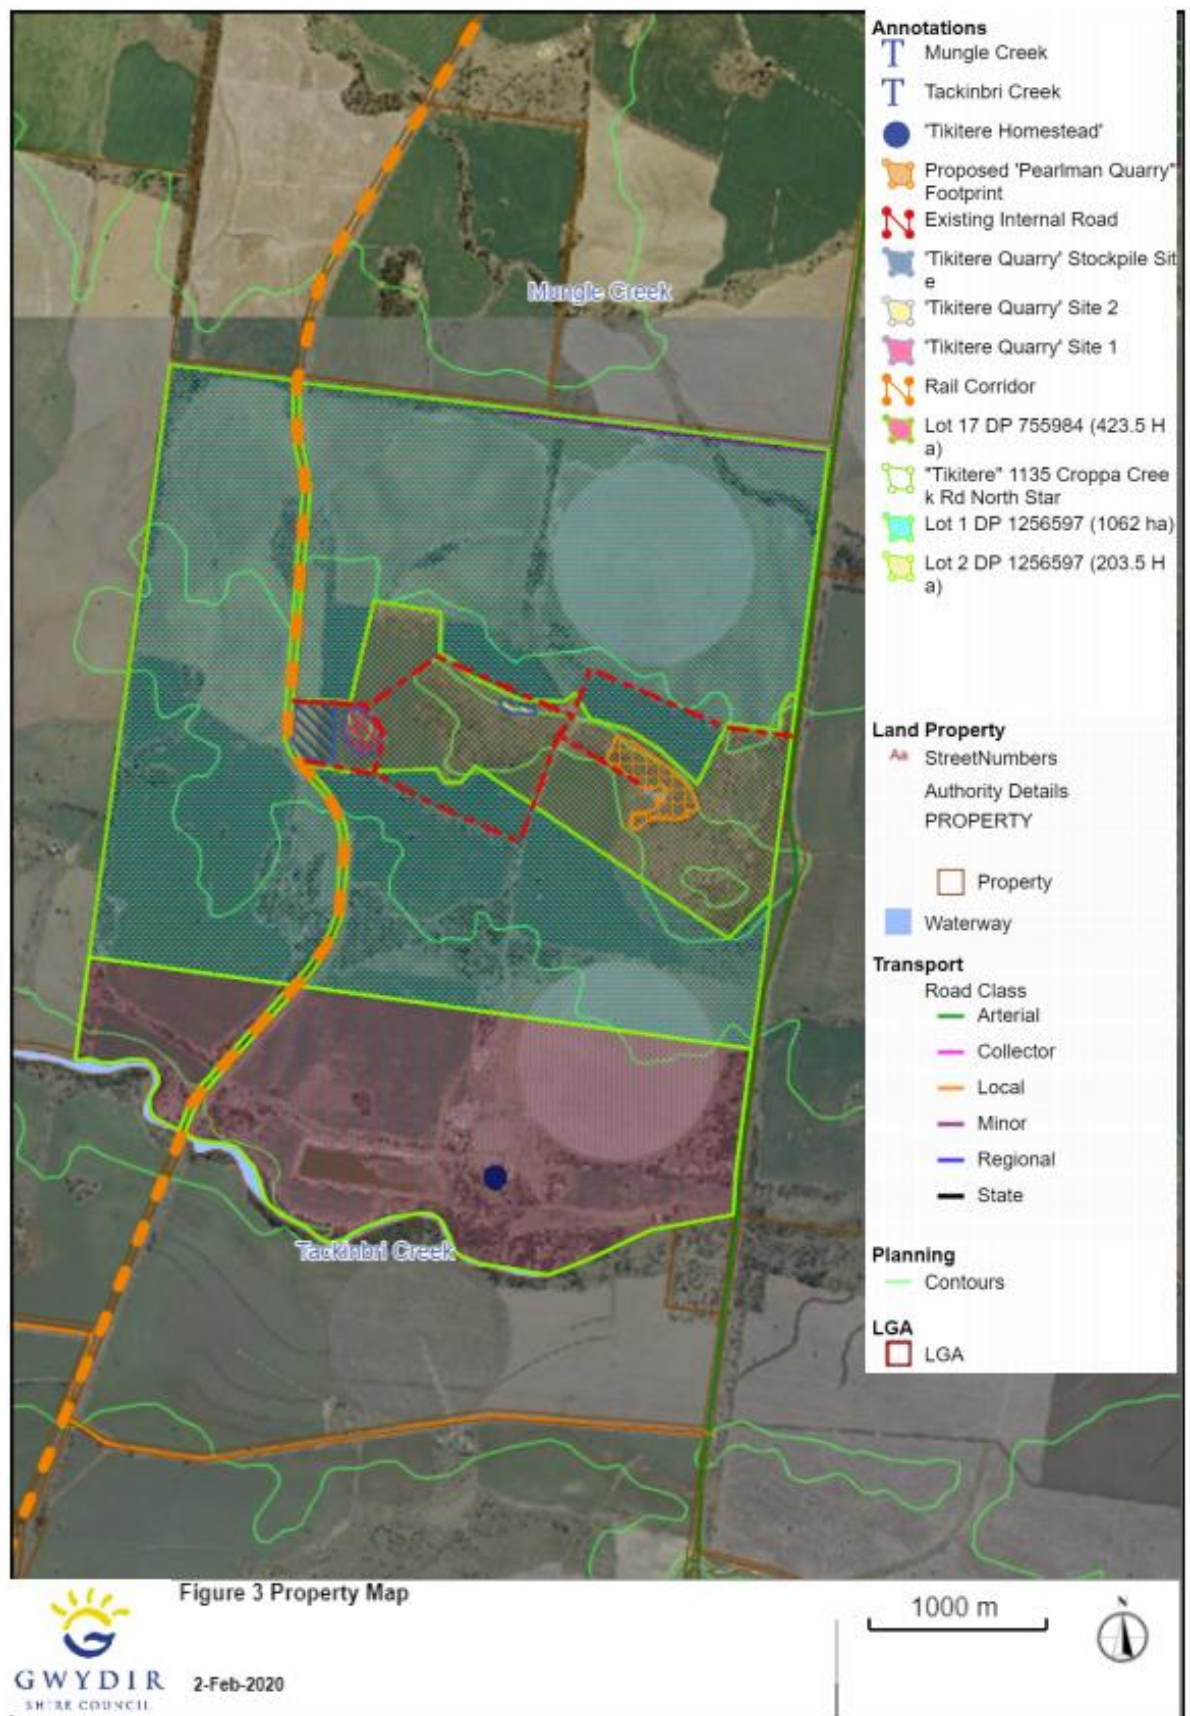 Annotations
T Mungle Creek
T Tackinbri Creek
'Tikitere Homestead'
Proposed 'Pearlman Quarry"
Footprint
Existing Internal Road
'Tikitere Quarry' Stockpile Sit
e
'Tikitere Quarry' Site 2
'Tikitere Quarry' Site 1
Rail Corridor
Lot 17 DP 755984 (423.5 H
a)
"Tikitere" 1135 Croppa Cree
k Rd North Star
Lot 1 DP 1256597 (1062 ha)
Lot 2 DP 1256597 (203.5 H
a)
Land Property
Aa StreetNumbers
Authority Details
PROPERTY
Property
Waterway
Transport
Road Class
Arterial
Collector
Local
Minor
Regional
State
Planning
Contours
LGA
LGA
Mungle Creek
Tackinbri Creek
Figure 3 Property Map
1000 m
N
GWYDIR
SHIRE COUNCIL
2-Feb-2020